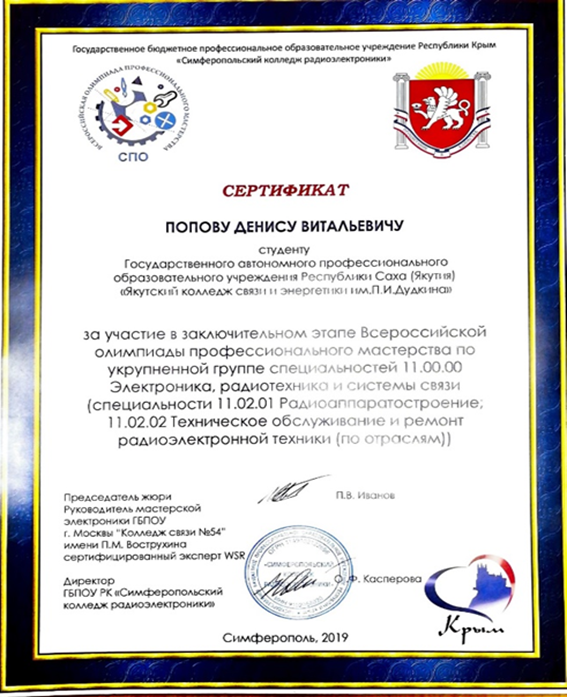 Государственное бюджетное профессиональное образовательное учреждение Республики Крым
«Симферопольский колледж радиоэлектроники»
ВСЕРОССИЙСКАЯ ОЛИМПИАДА ПРОФЕССИОНАЛЬНОГО МАСТЕРСТВА
СПО
СЕРТИФИКАТ
ПОПОВУ ДЕНИСУ ВИТАЛЬЕВИЧУ
студенту
Государственного автономного профессионального
образовательного учреждения Республики Саха (Якутия)
«Якутский колледж связи и энергетики им.П.И.Дудкина»
за участие в заключительном этапе Всероссийской
олимпиады профессионального мастерства по
укрупненной группе специальностей 11.00.00
Электроника, радиотехника и системы связи
(специальности 11.02.01 Радиоаппаратостроение;
11.02.02 Техническое обслуживание и ремонт
радиоэлектронной техники (по отраслям))
Председатель жюри
Руководитель мастерской
электроники ГБПОУ
г. Москвы "Колледж связи №54"
имени П.М. Вострухина
сертифицированный эксперт WSR
П.В. Иванов
Директор
ГБПОУ РК «Симферопольский
колледж радиоэлектроники»
О.Ф. Касперова
«СИМФЕРОПОЛЬСКИЙ
Крым
Симферополь, 2019